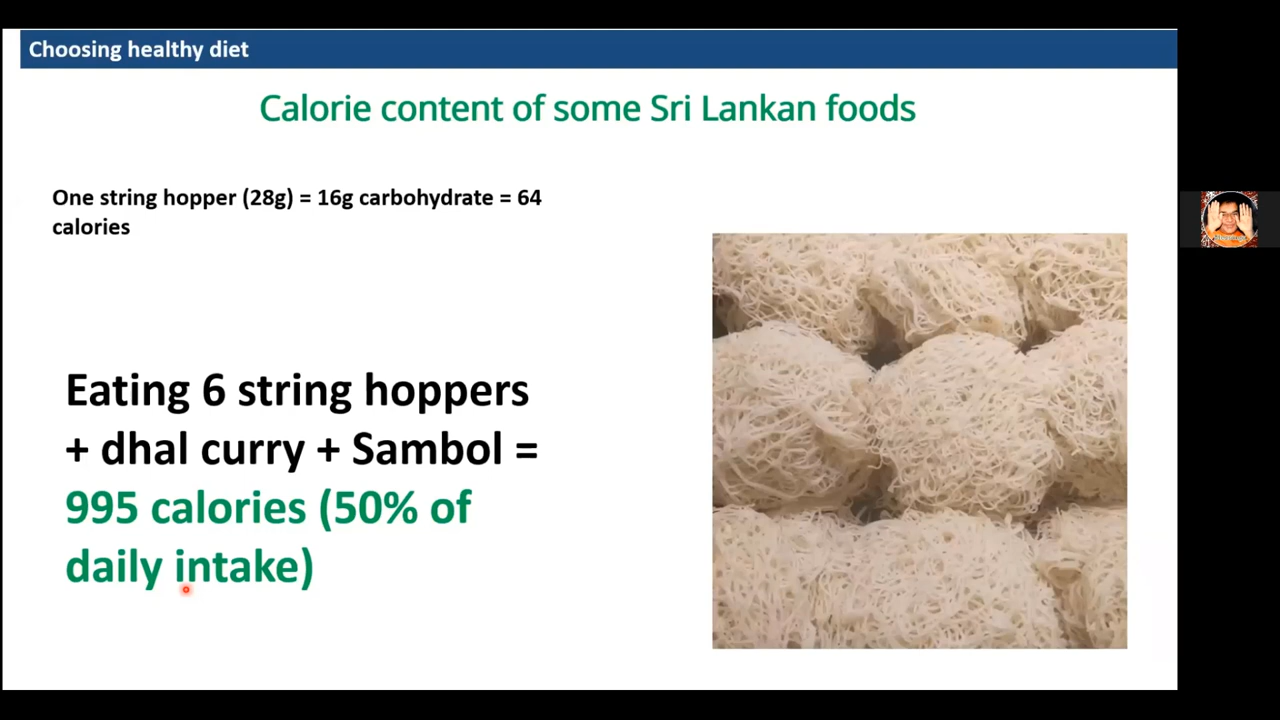 Choosing healthy diet
Calorie content of some Sri Lankan foods
One string hopper (28g) = 16g carbohydrate = 64
calories
Eating 6 string hoppers
+ dhal curry + Sambol =
995 calories (50% of
daily intake)